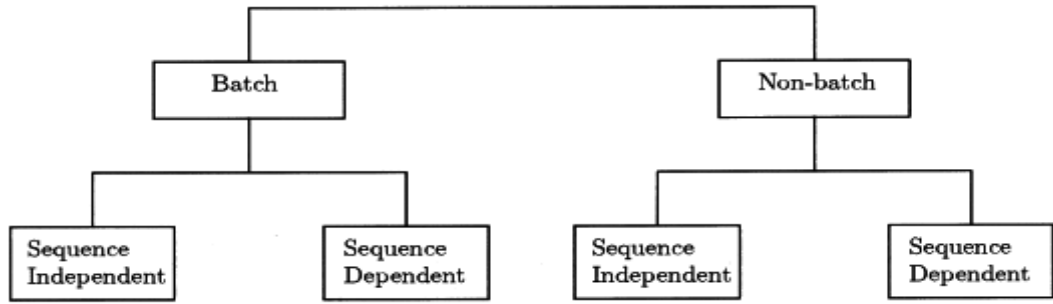 Batch
Non-batch
Sequence
Independent
Sequence
Dependent
Sequence
Independent
Sequence
Dependent